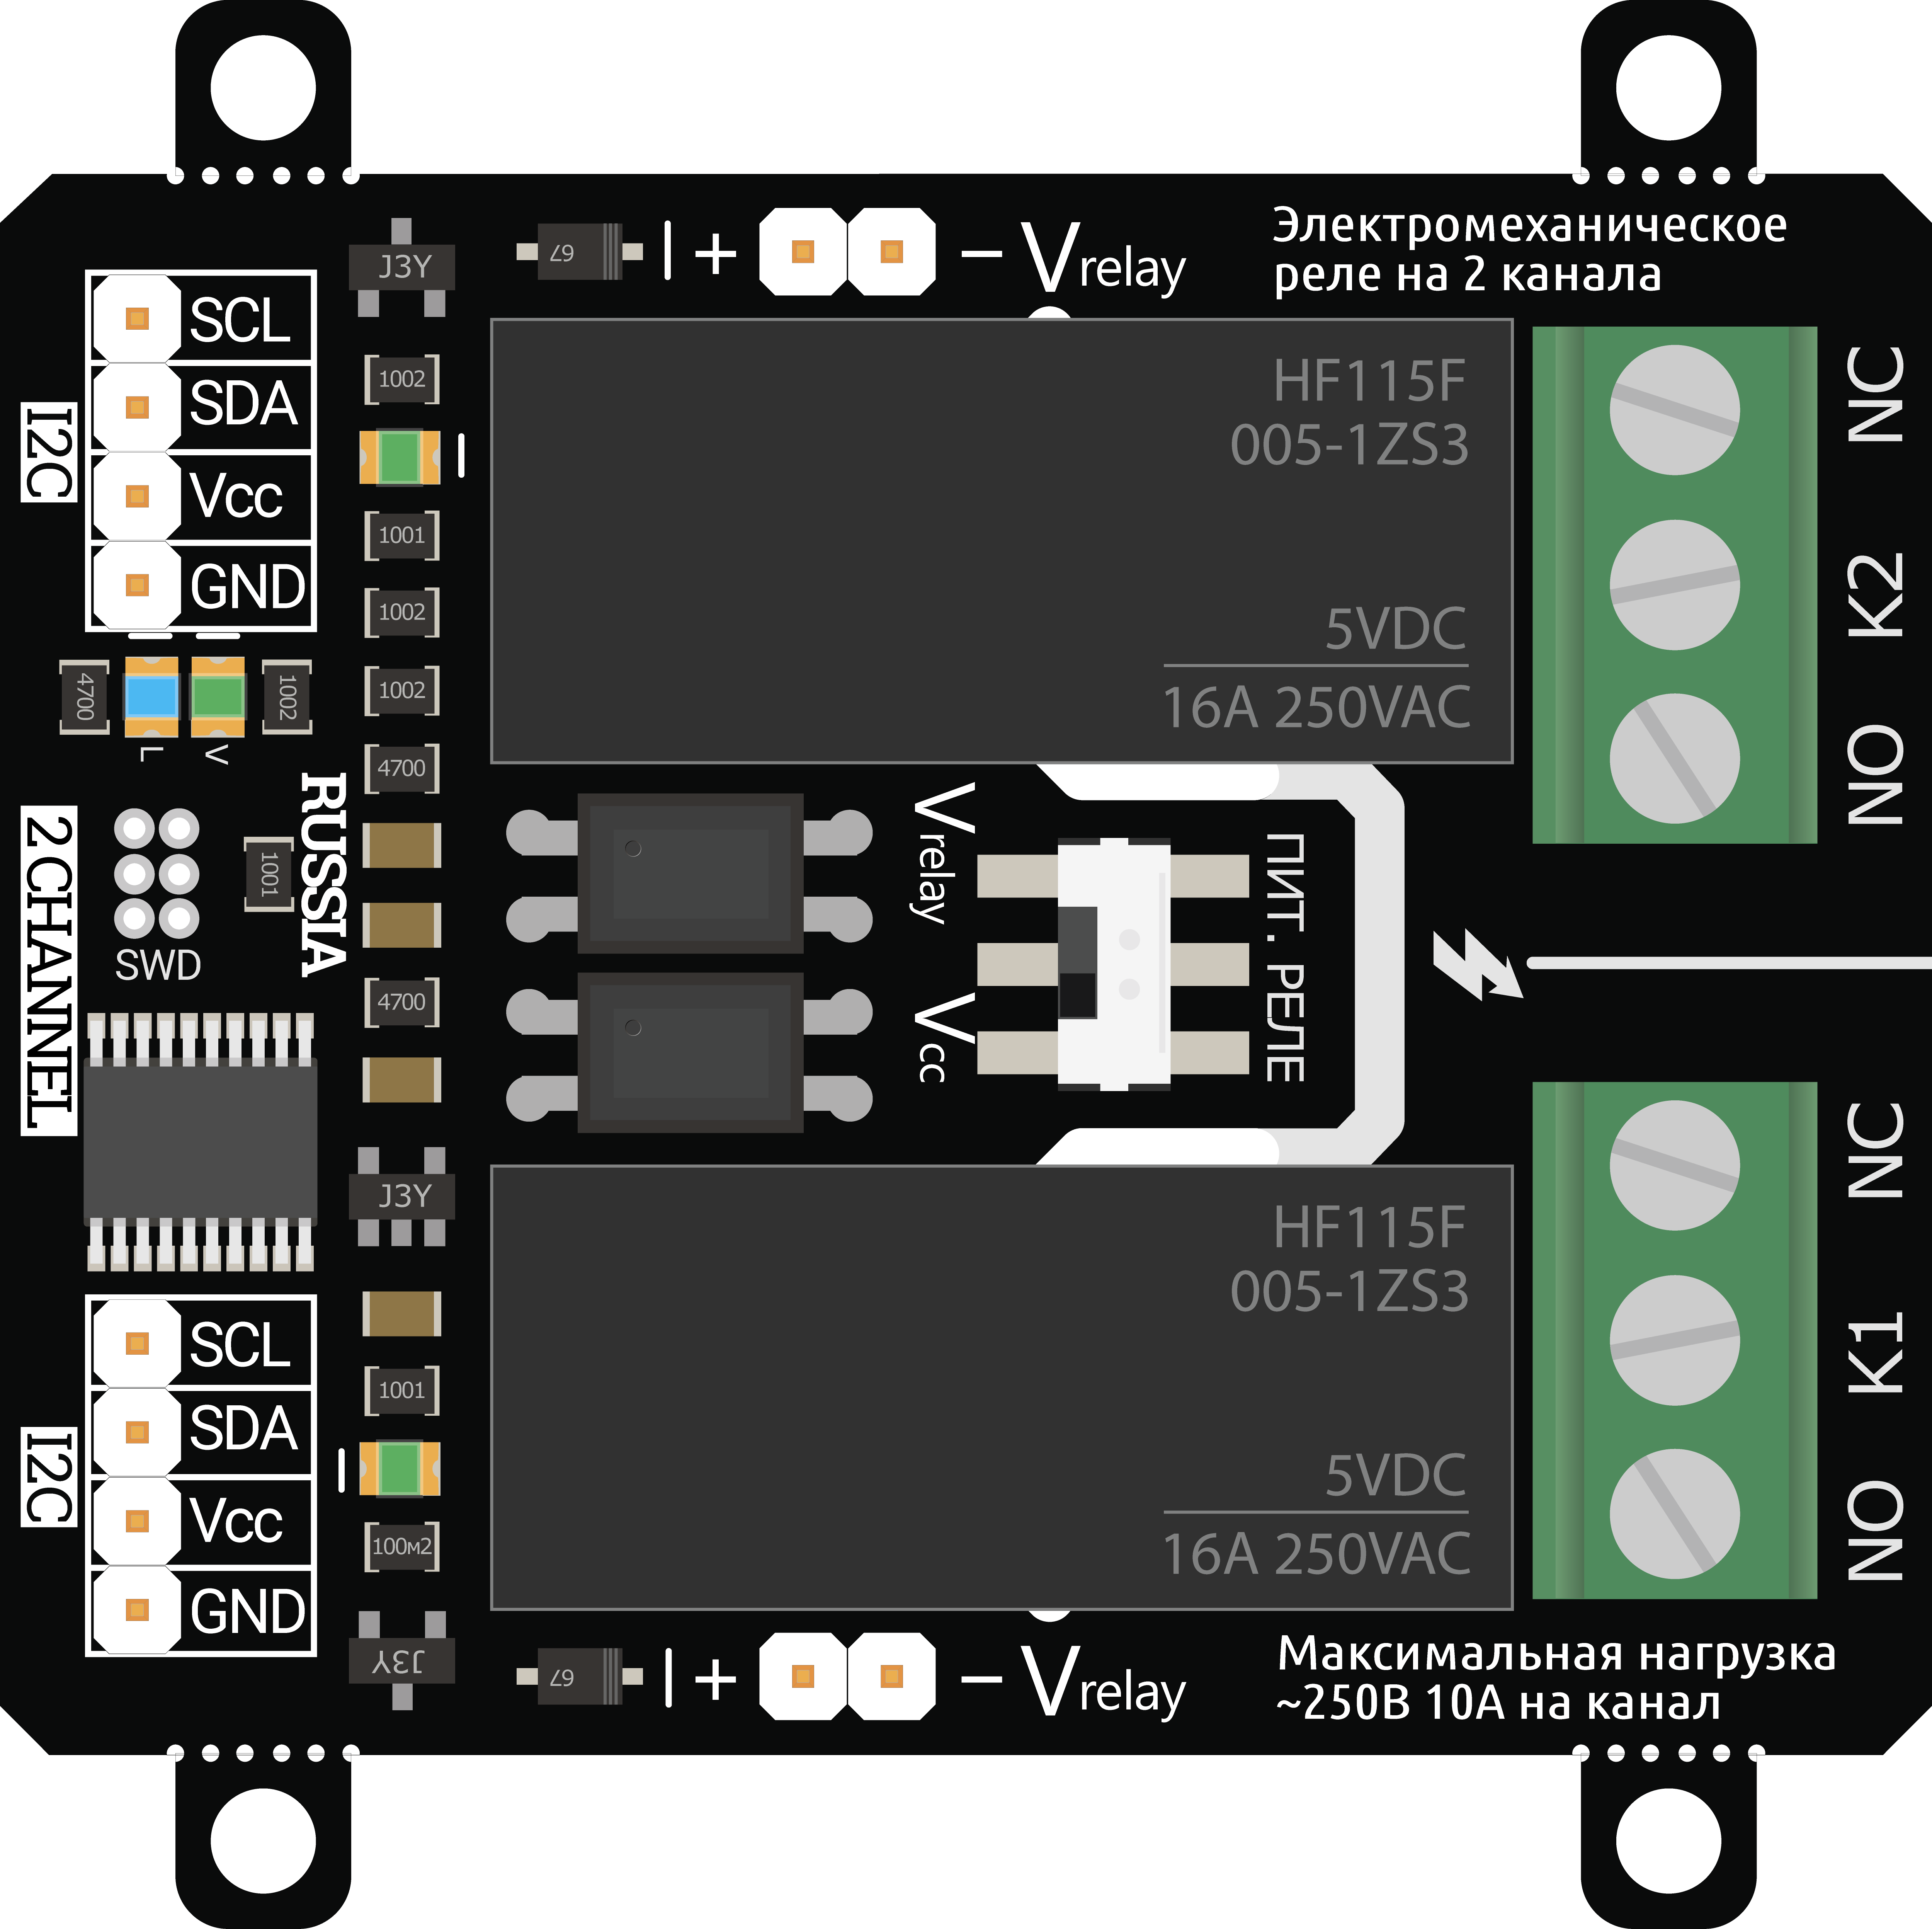 Электромеханическое
реле на 2 канала
J3Y
67
+
− Vrelay
I2C
SCL
SDA
Vcc
GND
1002
1001
1002
1002
4700
HF115F
005-1ZS3
5VDC
16A 250VAC
NC
K2
NO
4700
L
V
1002
RUSSIA
1001
SWD
2 CHANNEL
4700
Vrelay
Vcc
ПИТ. РЕЛЕ
J3Y
I2C
SCL
SDA
Vcc
GND
1001
100м2
J3Y
HF115F
005-1ZS3
5VDC
16A 250VAC
NC
K1
NO
67
+
− Vrelay
Максимальная нагрузка
~250В 10А на канал